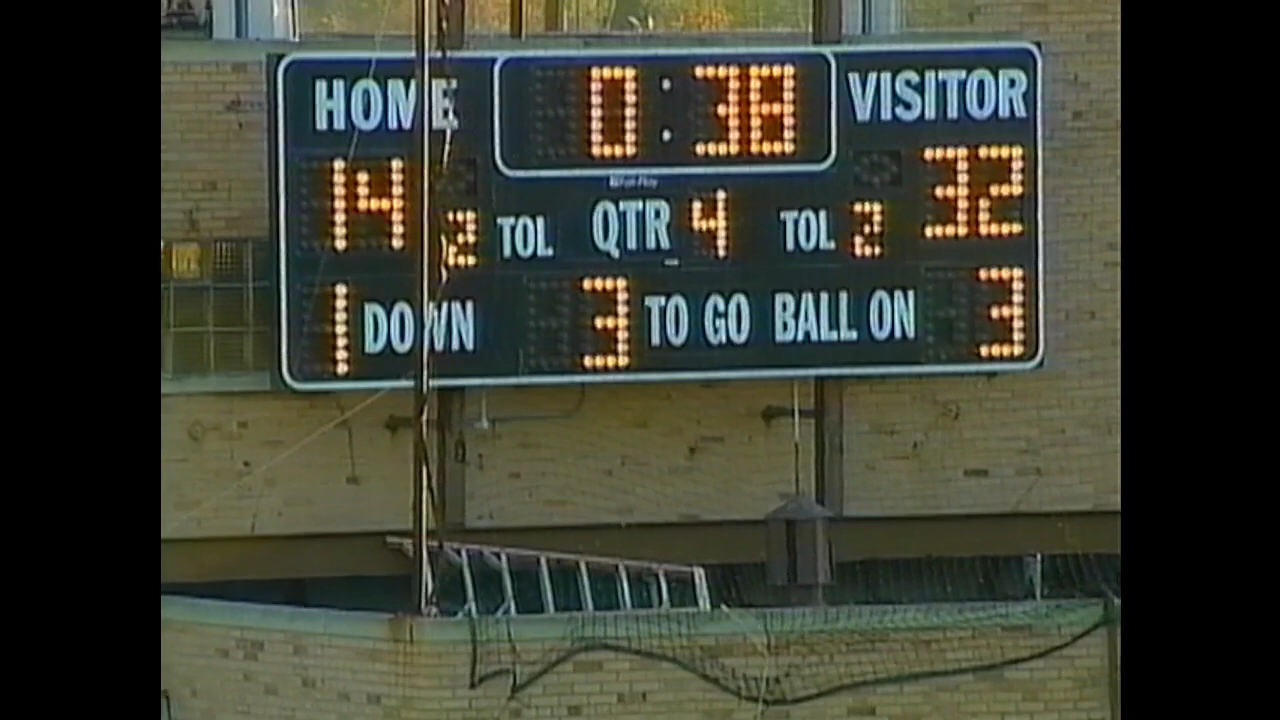 HOME 0:38 VISITOR
14 2 TOL QTR 4 TOL 2 32
1 DOWN 3 TO GO BALL ON 3